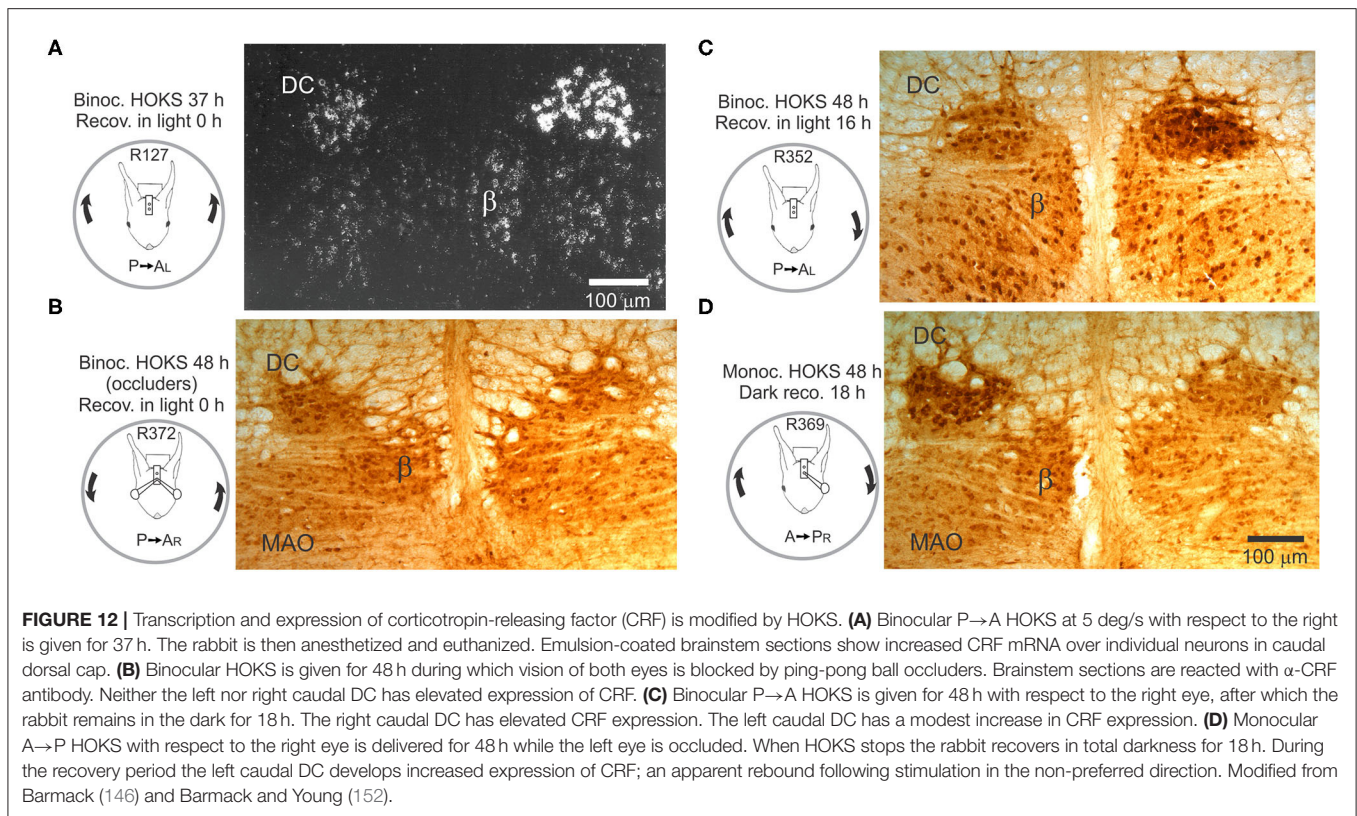 A
Binoc. HOKS 37 h
Recov. in light 0 h
R127
P→AL
DC
β
100 μm
B
Binoc. HOKS 48 h
(occluders)
Recov. in light 0 h
R372
P→AR
DC
β
MAO
C
Binoc. HOKS 48 h
Recov. in light 16 h
R352
P→AL
DC
β
D
Monoc. HOKS 48 H
Dark reco. 18 h
R369
A→PR
DC
β
MAO
100 μm
FIGURE 12 | Transcription and expression of corticotropin-releasing factor (CRF) is modified by HOKS. (A) Binocular P→A HOKS at 5 deg/s with respect to the right
is given for 37 h. The rabbit is then anesthetized and euthanized. Emulsion-coated brainstem sections show increased CRF mRNA over individual neurons in caudal
dorsal cap. (B) Binocular HOKS is given for 48 h during which vision of both eyes is blocked by ping-pong ball occluders. Brainstem sections are reacted with α-CRF
antibody. Neither the left nor right caudal DC has elevated expression of CRF. (C) Binocular P→A HOKS is given for 48 h with respect to the right eye, after which the
rabbit remains in the dark for 18 h. The right caudal DC has elevated CRF expression. The left caudal DC has a modest increase in CRF expression. (D) Monocular
A→P HOKS with respect to the right eye is delivered for 48 h while the left eye is occluded. When HOKS stops the rabbit recovers in total darkness for 18 h. During
the recovery period the left caudal DC develops increased expression of CRF; an apparent rebound following stimulation in the non-preferred direction. Modified from
Barmack (146) and Barmack and Young (152).